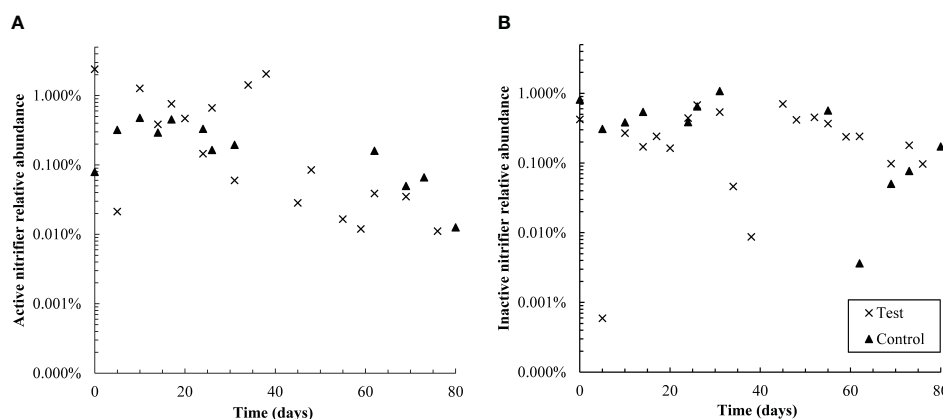 A
Active nitrifier relative abundance
1.000%
0.100%
0.010%
0.001%
0.000%
0
20
40
60
80
Time (days)
B
Inactive nitrifier relative abundance
1.000%
0.100%
0.010%
0.001%
0.000%
0
20
40
60
80
Time (days)
Test
Control